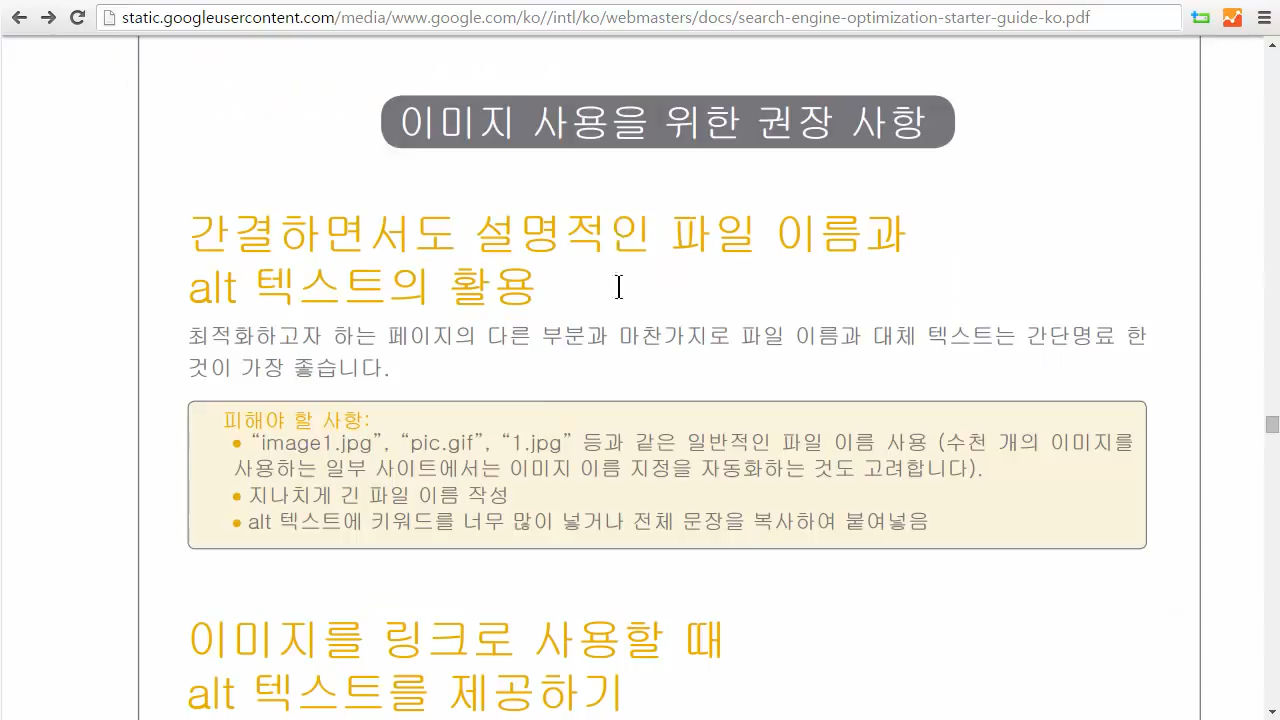 static.googleusercontent.com/media/www.google.com/ko//intl/ko/webmasters/docs/search-engine-optimization-starter-guide-ko.pdf
이미지 사용을 위한 권장 사항
간결하면서도 설명적인 파일 이름과
alt 텍스트의 활용
최적화하고자 하는 페이지의 다른 부분과 마찬가지로 파일 이름과 대체 텍스트는 간단명료 한
것이 가장 좋습니다.
피해야 할 사항:
• “image1.jpg”, “pic.gif”, “1.jpg” 등과 같은 일반적인 파일 이름 사용 (수천 개의 이미지를
사용하는 일부 사이트에서는 이미지 이름 지정을 자동화하는 것도 고려합니다).
• 지나치게 긴 파일 이름 작성
• alt 텍스트에 키워드를 너무 많이 넣거나 전체 문장을 복사하여 붙여넣음
이미지를 링크로 사용할 때
alt 텍스트를 제공하기